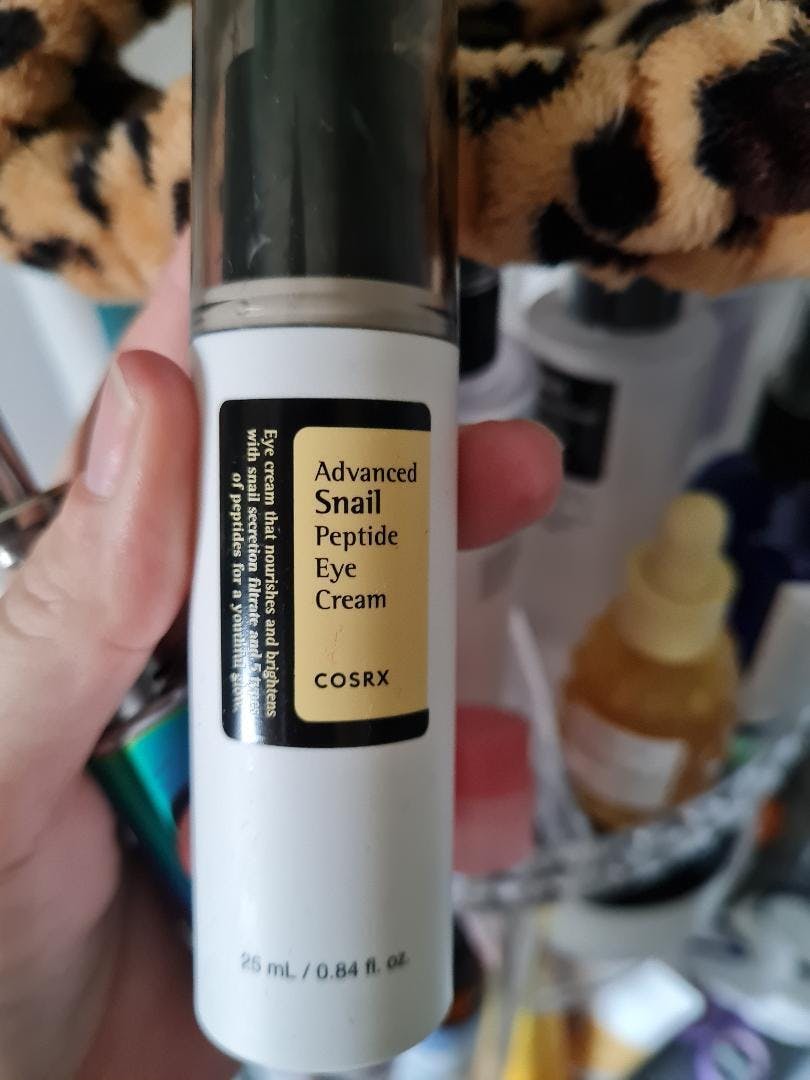 Advanced
Snail
Peptide
Eye
Cream
COSRX
Eye cream that nourishes and brightens
with snail secretion filtrate and 5 types
of peptides for a youthful glow.
25 mL / 0.84 fl. oz.